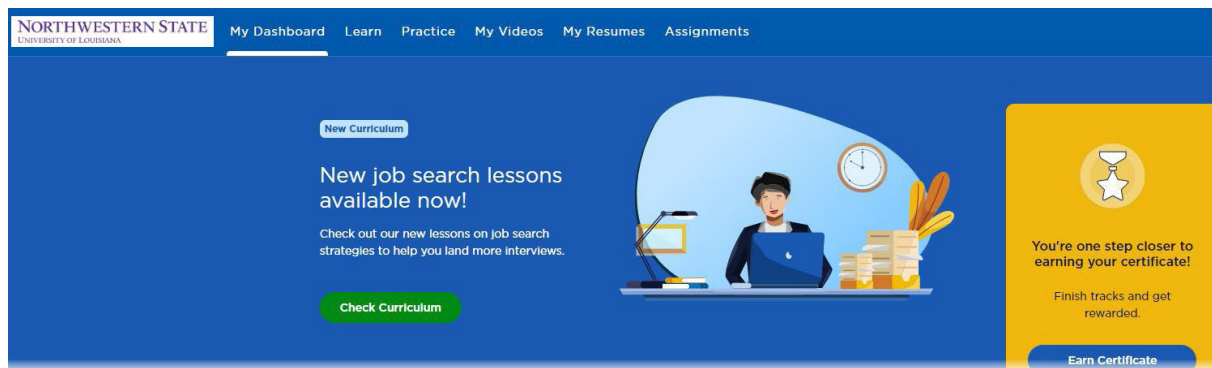 NORTHWESTERN STATE
UNIVERSITY OF LOUISIANA
My Dashboard Learn Practice My Videos My Resumes Assignments
New Curriculum
New job search lessons
available now!
Check out our new lessons on job search
strategies to help you land more interviews.
Check Curriculum
You're one step closer to
earning your certificate!
Finish tracks and get
rewarded.
Earn Certificate